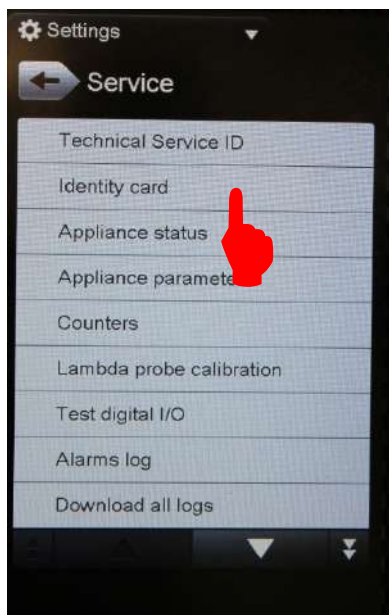 Settings
Service
Technical Service ID
Identity card
Appliance status
Appliance paramete
Counters
Lambda probe calibration
Test digital I/O
Alarms log
Download all logs